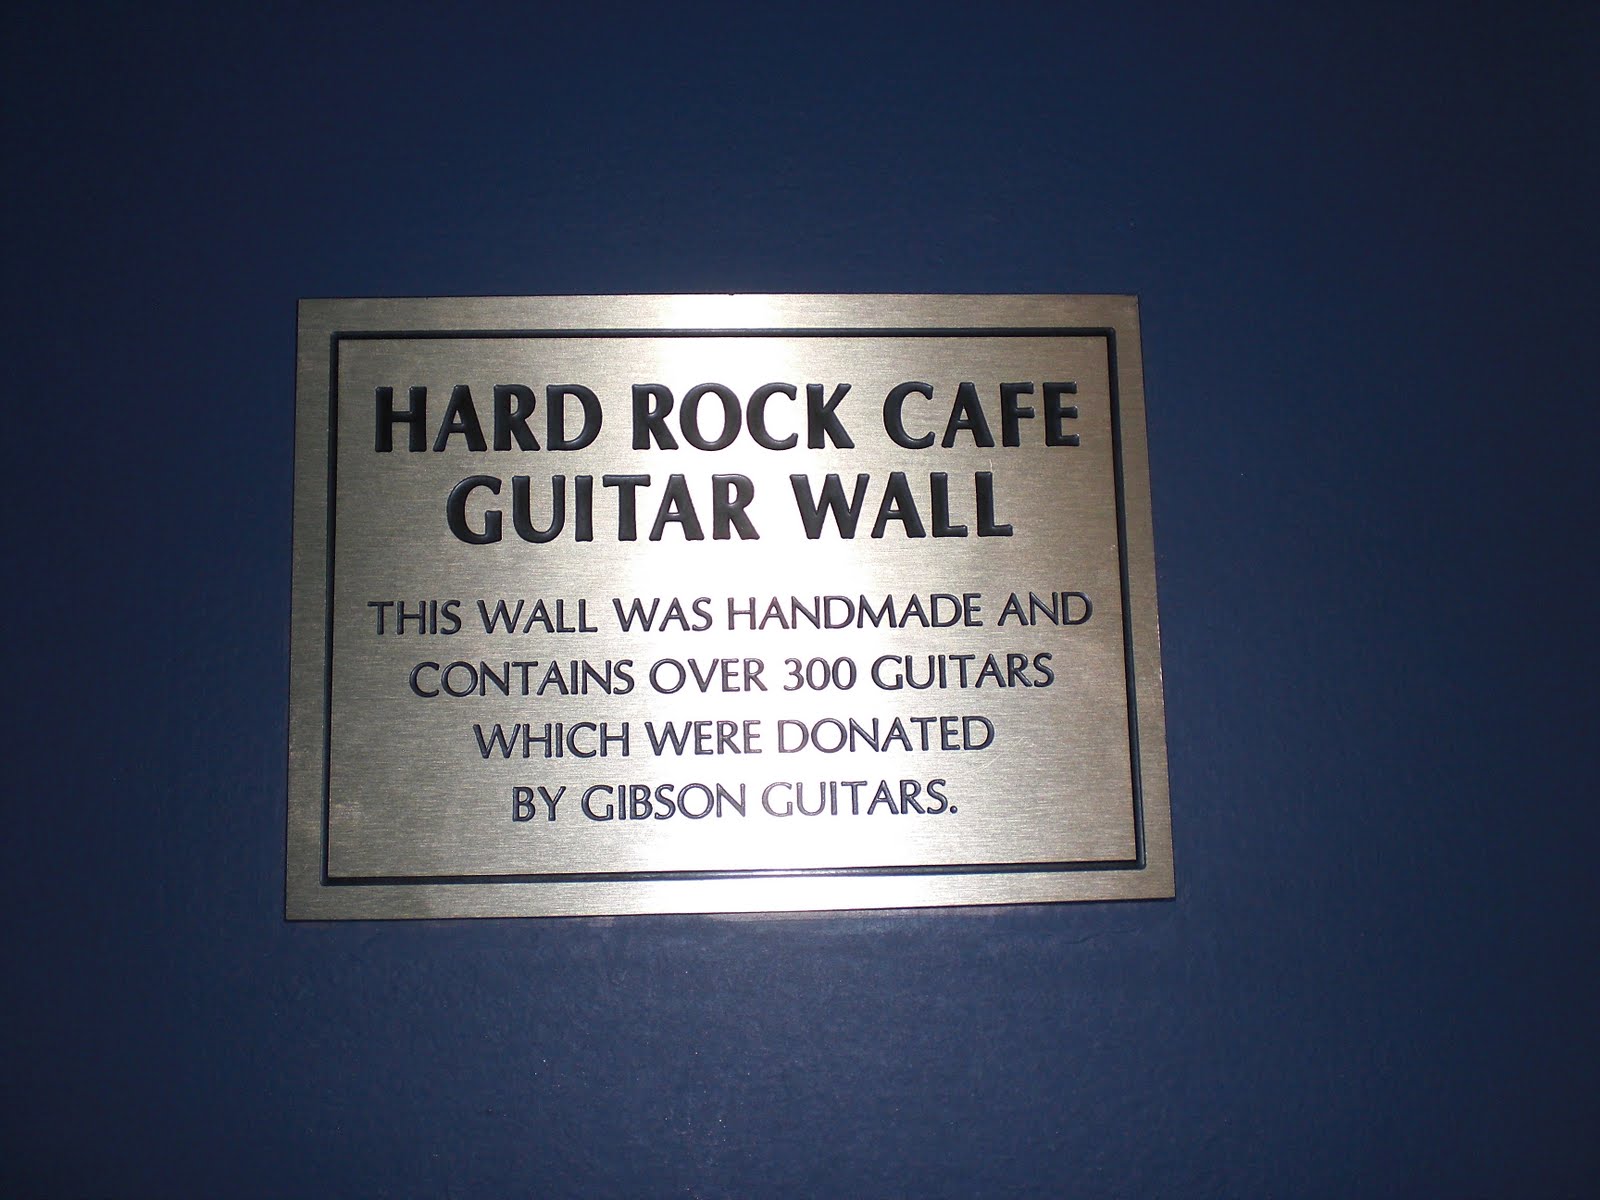 HARD ROCK CAFE
GUITAR WALL
THIS WALL WAS HANDMADE AND
CONTAINS OVER 300 GUITARS
WHICH WERE DONATED
BY GIBSON GUITARS.